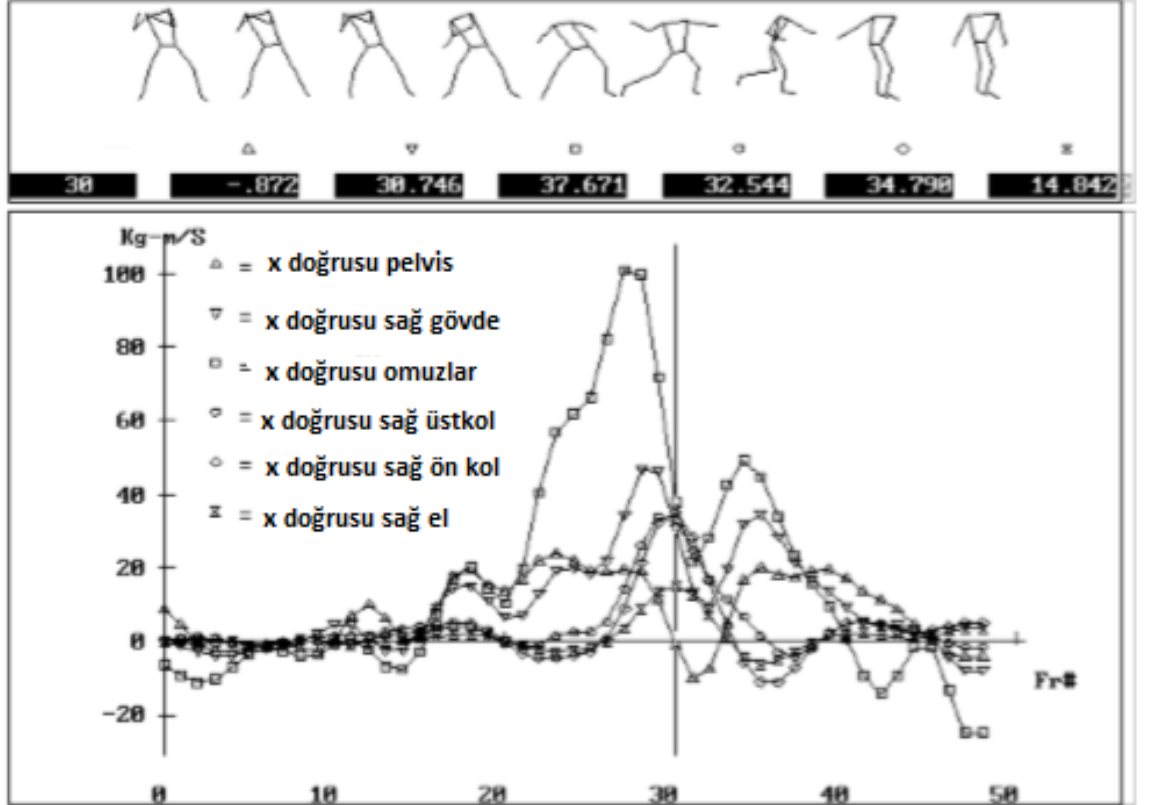 30 -.872 30.746 37.671 32.544 34.790 14.842
Kg-m/S
100
80
60
40
20
0
-20
= x doğrusu pelvis
= x doğrusu sağ gövde
= x doğrusu omuzlar
= x doğrusu sağ üstkol
= x doğrusu sağ ön kol
= x doğrusu sağ el
Fr#
0 10 20 30 40 50